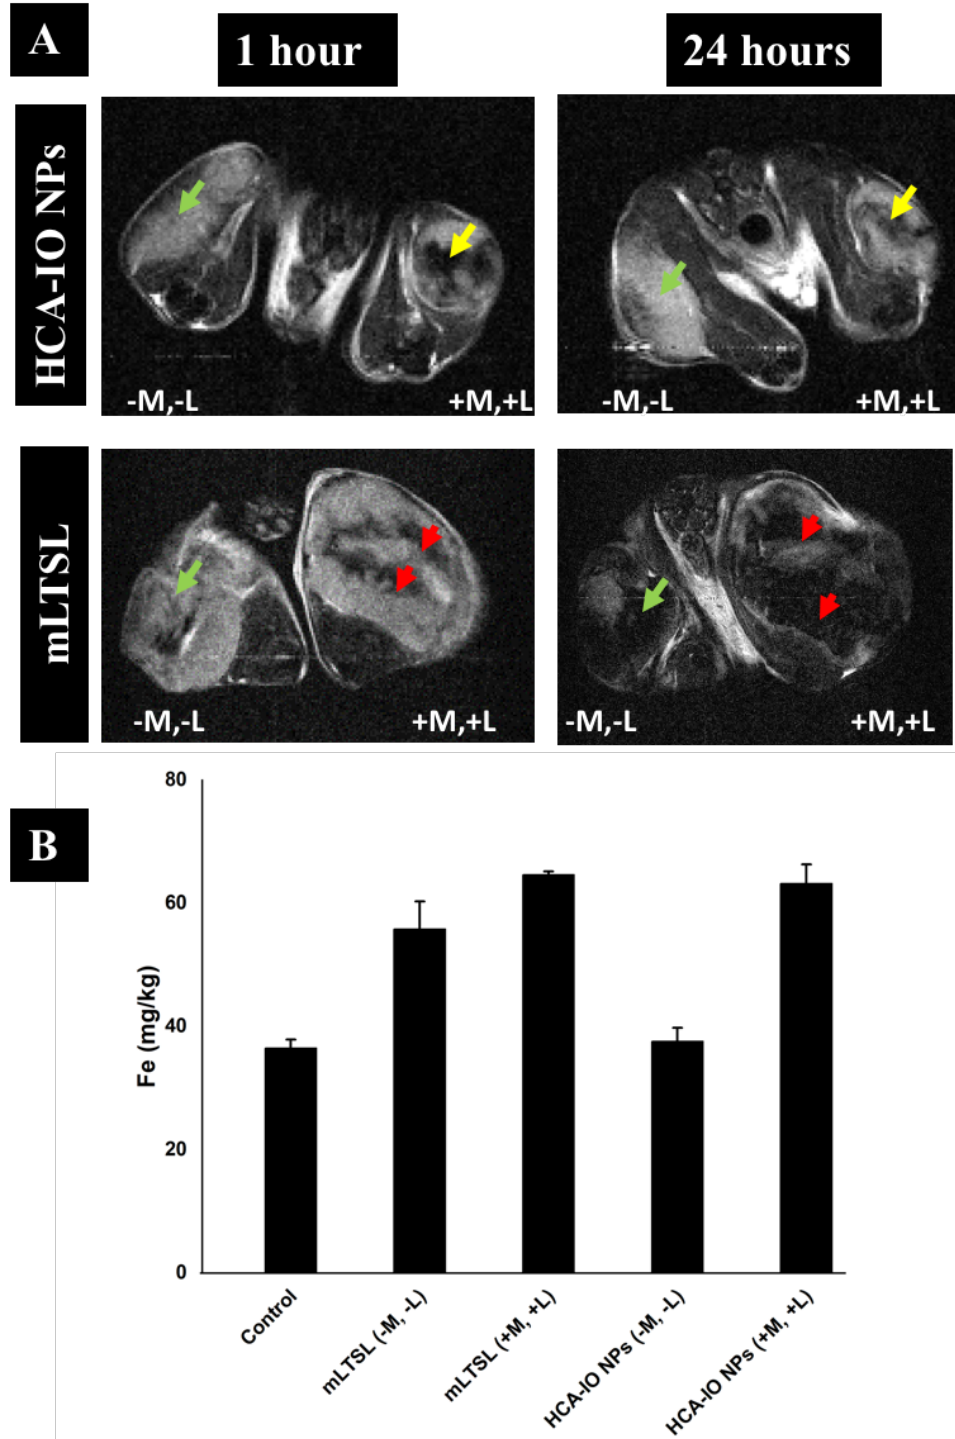 A
1 hour
24 hours
HCA-IO NPs
-M,-L
+M,+L
-M,-L
+M,+L
mLTSL
-M,-L
+M,+L
-M,-L
+M,+L
B
80
60
40
20
0
Fe (mg/kg)
Control
mLTSL (-M, -L)
mLTSL (+M, +L)
HCA-IO NPs (-M, -L)
HCA-IO NPs (+M, +L)